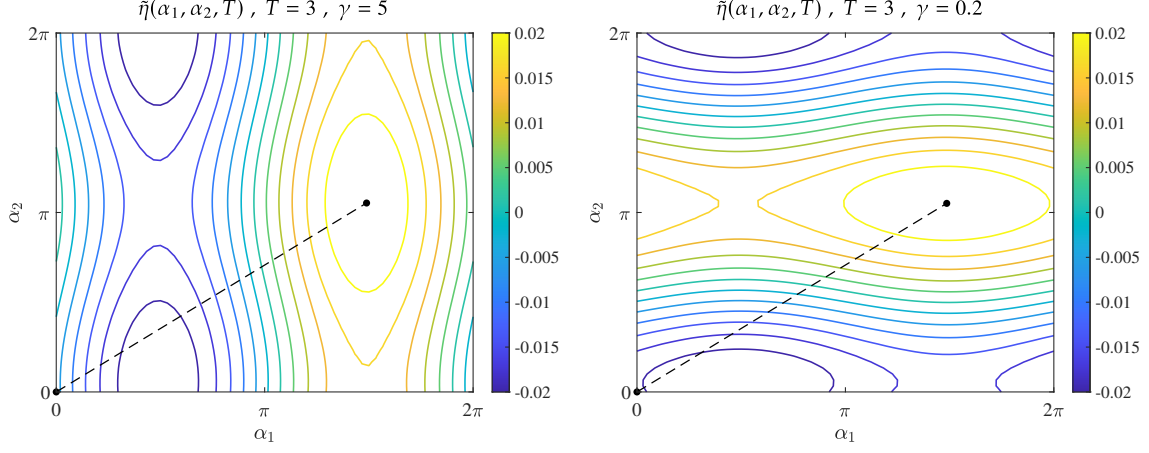 η̃(α₁, α₂, T) , T = 3 , γ = 5
2π
π
0
α₂
0
π
2π
α₁
0.02
0.015
0.01
0.005
0
-0.005
-0.01
-0.015
-0.02
η̃(α₁, α₂, T) , T = 3 , γ = 0.2
2π
π
0
α₂
0
π
2π
α₁
0.02
0.015
0.01
0.005
0
-0.005
-0.01
-0.015
-0.02